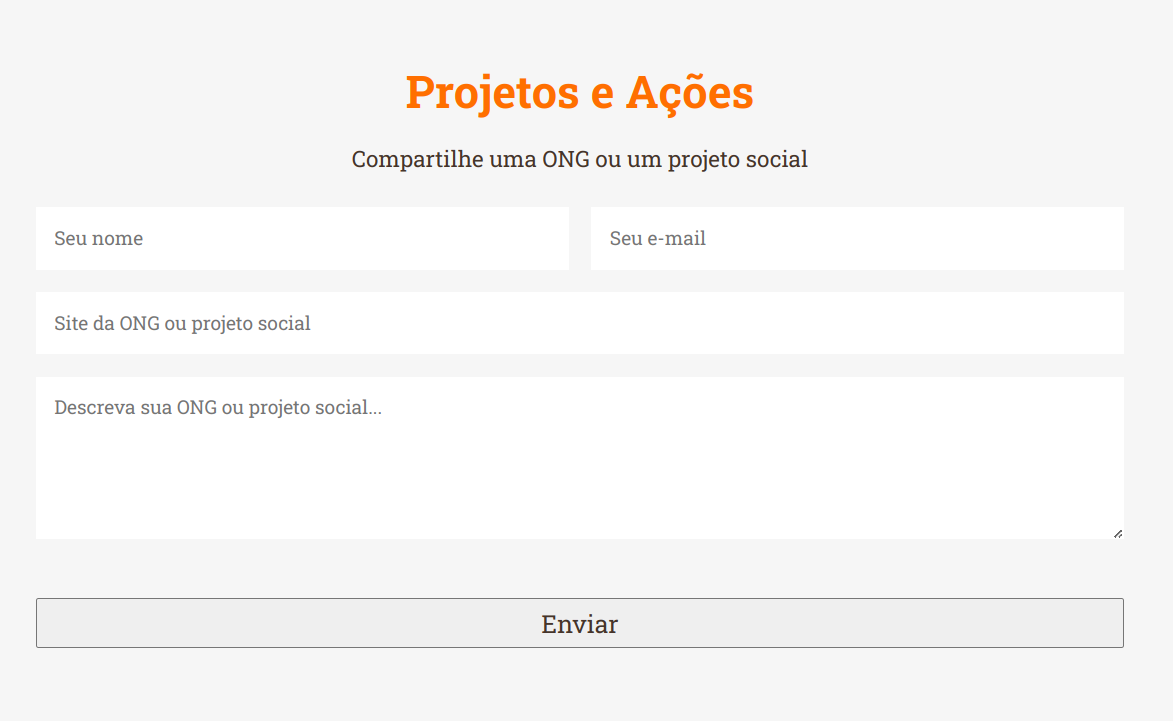 Projetos e Ações
Compartilhe uma ONG ou um projeto social
Seu nome
Seu e-mail
Site da ONG ou projeto social
Descreva sua ONG ou projeto social...
Enviar